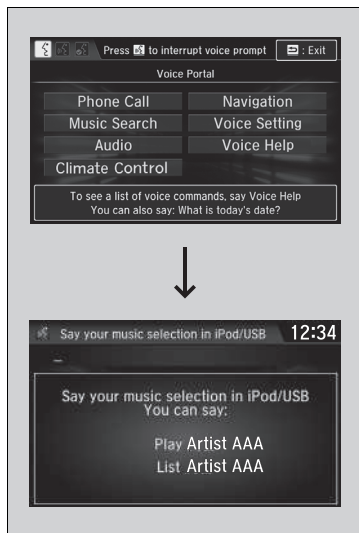 Press to interrupt voice prompt : Exit
Voice Portal
Phone Call Navigation
Music Search Voice Setting
Audio Voice Help
Climate Control
To see a list of voice commands, say Voice Help
You can also say: What is today's date?
Say your music selection in iPod/USB 12:34
Say your music selection in iPod/USB
You can say:
Play Artist AAA
List Artist AAA